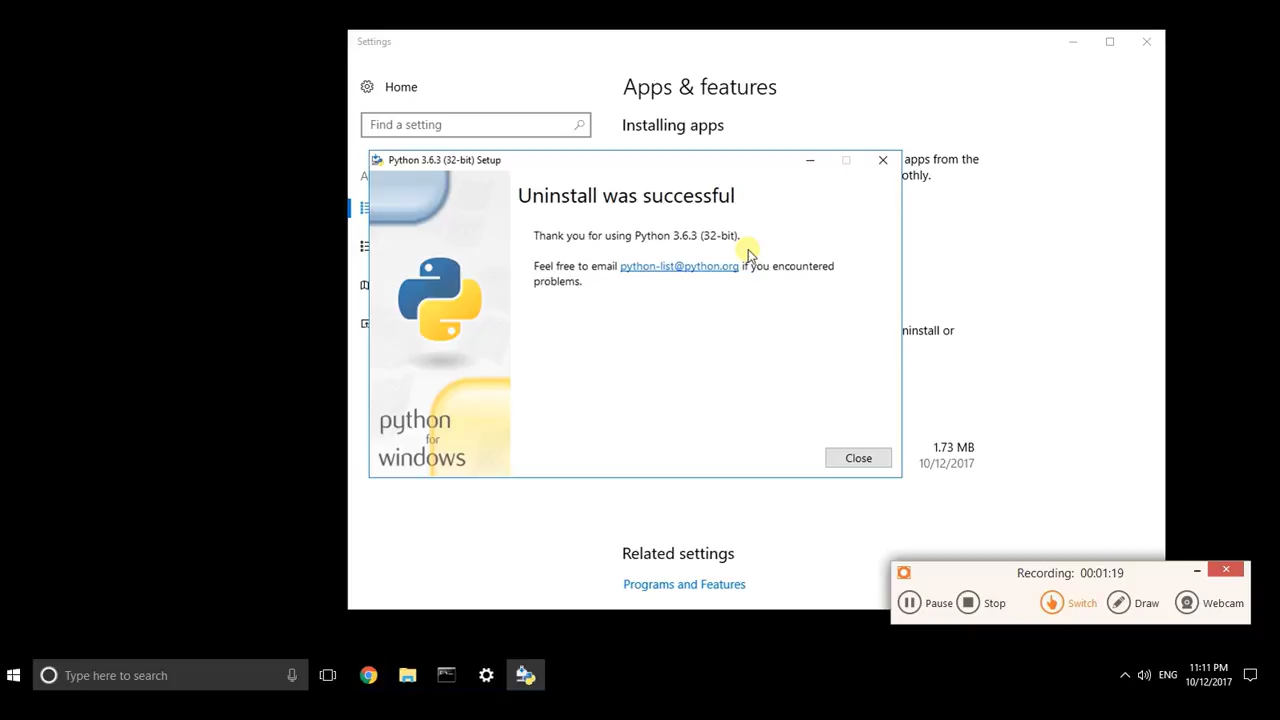 Settings
Home
Apps & features
Find a setting
Installing apps
apps from the
othly.
Python 3.6.3 (32-bit) Setup
A
Uninstall was successful
Thank you for using Python 3.6.3 (32-bit).
Feel free to email python-list@python.org if you encountered
problems.
ninstall or
python
for
windows
Close
1.73 MB
10/12/2017
Related settings
Programs and Features
Recording: 00:01:19
Pause
Stop
Switch
Draw
Webcam
Type here to search
ENG
11:11 PM
10/12/2017